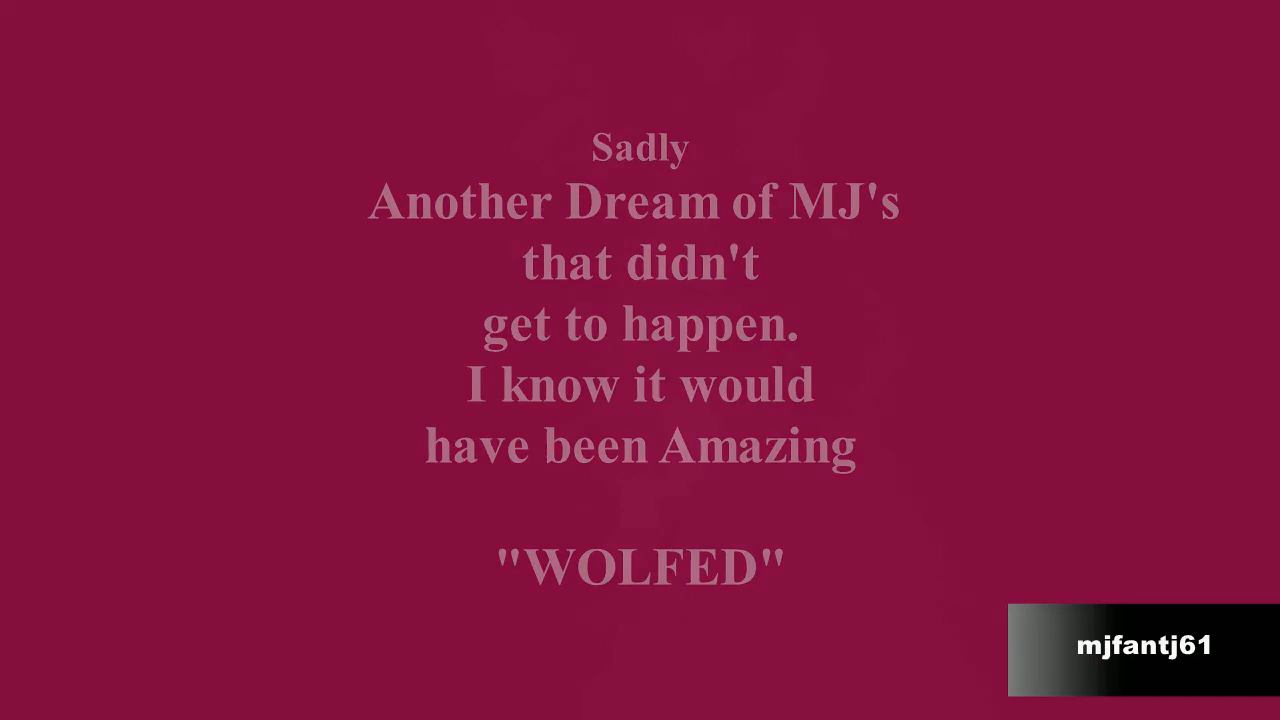 Sadly
Another Dream of MJ's
that didn't
get to happen.
I know it would
have been Amazing
"WOLFED"
mjfantj61